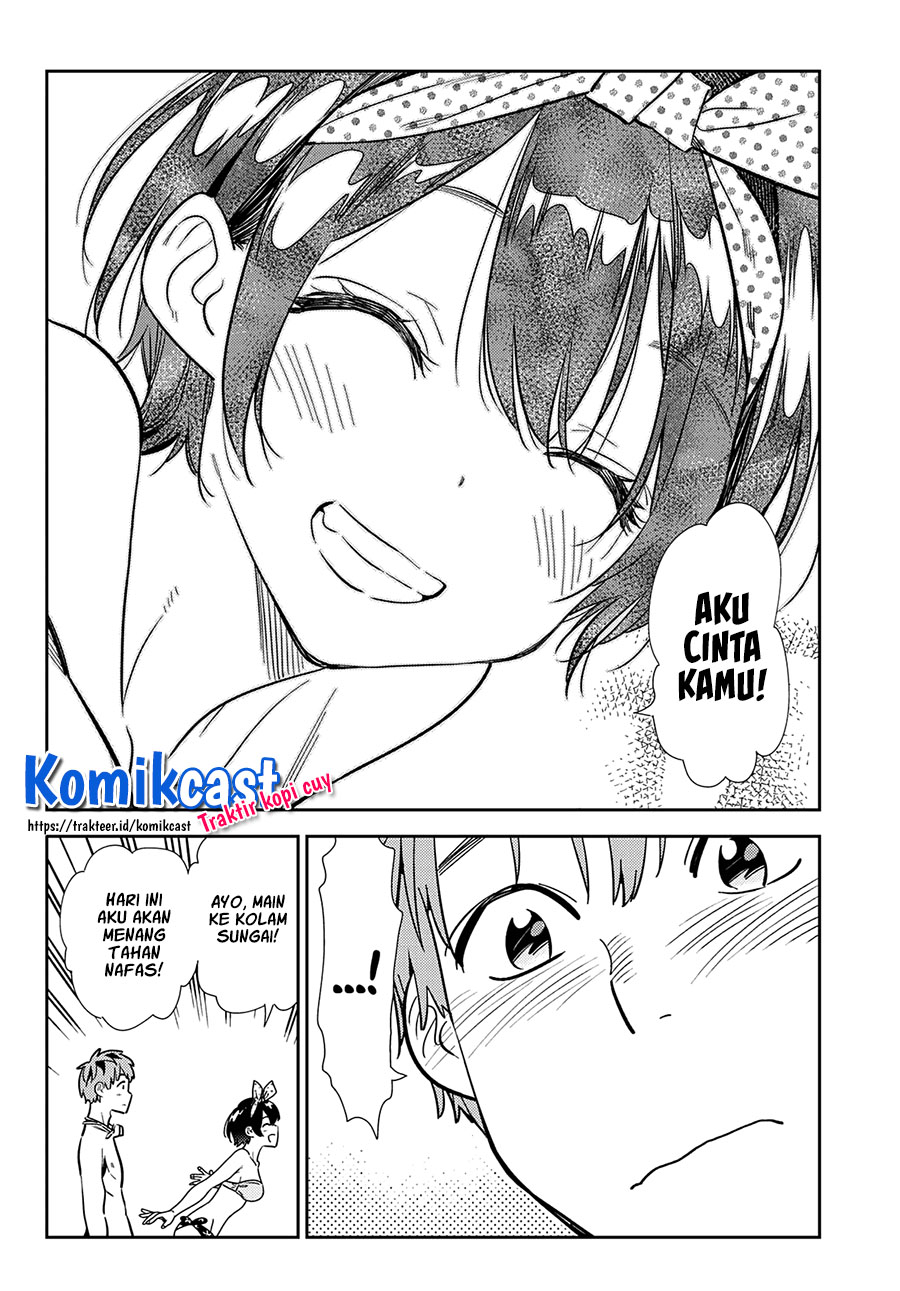 AKU
CINTA
KAMU!
Komikcast
Traktir kopi cuy
https://trakteer.id/komikcast
....!
AYO, MAIN
KE KOLAM
SUNGAI!
HARI INI
AKU AKAN
MENANG
TAHAN
NAFAS!